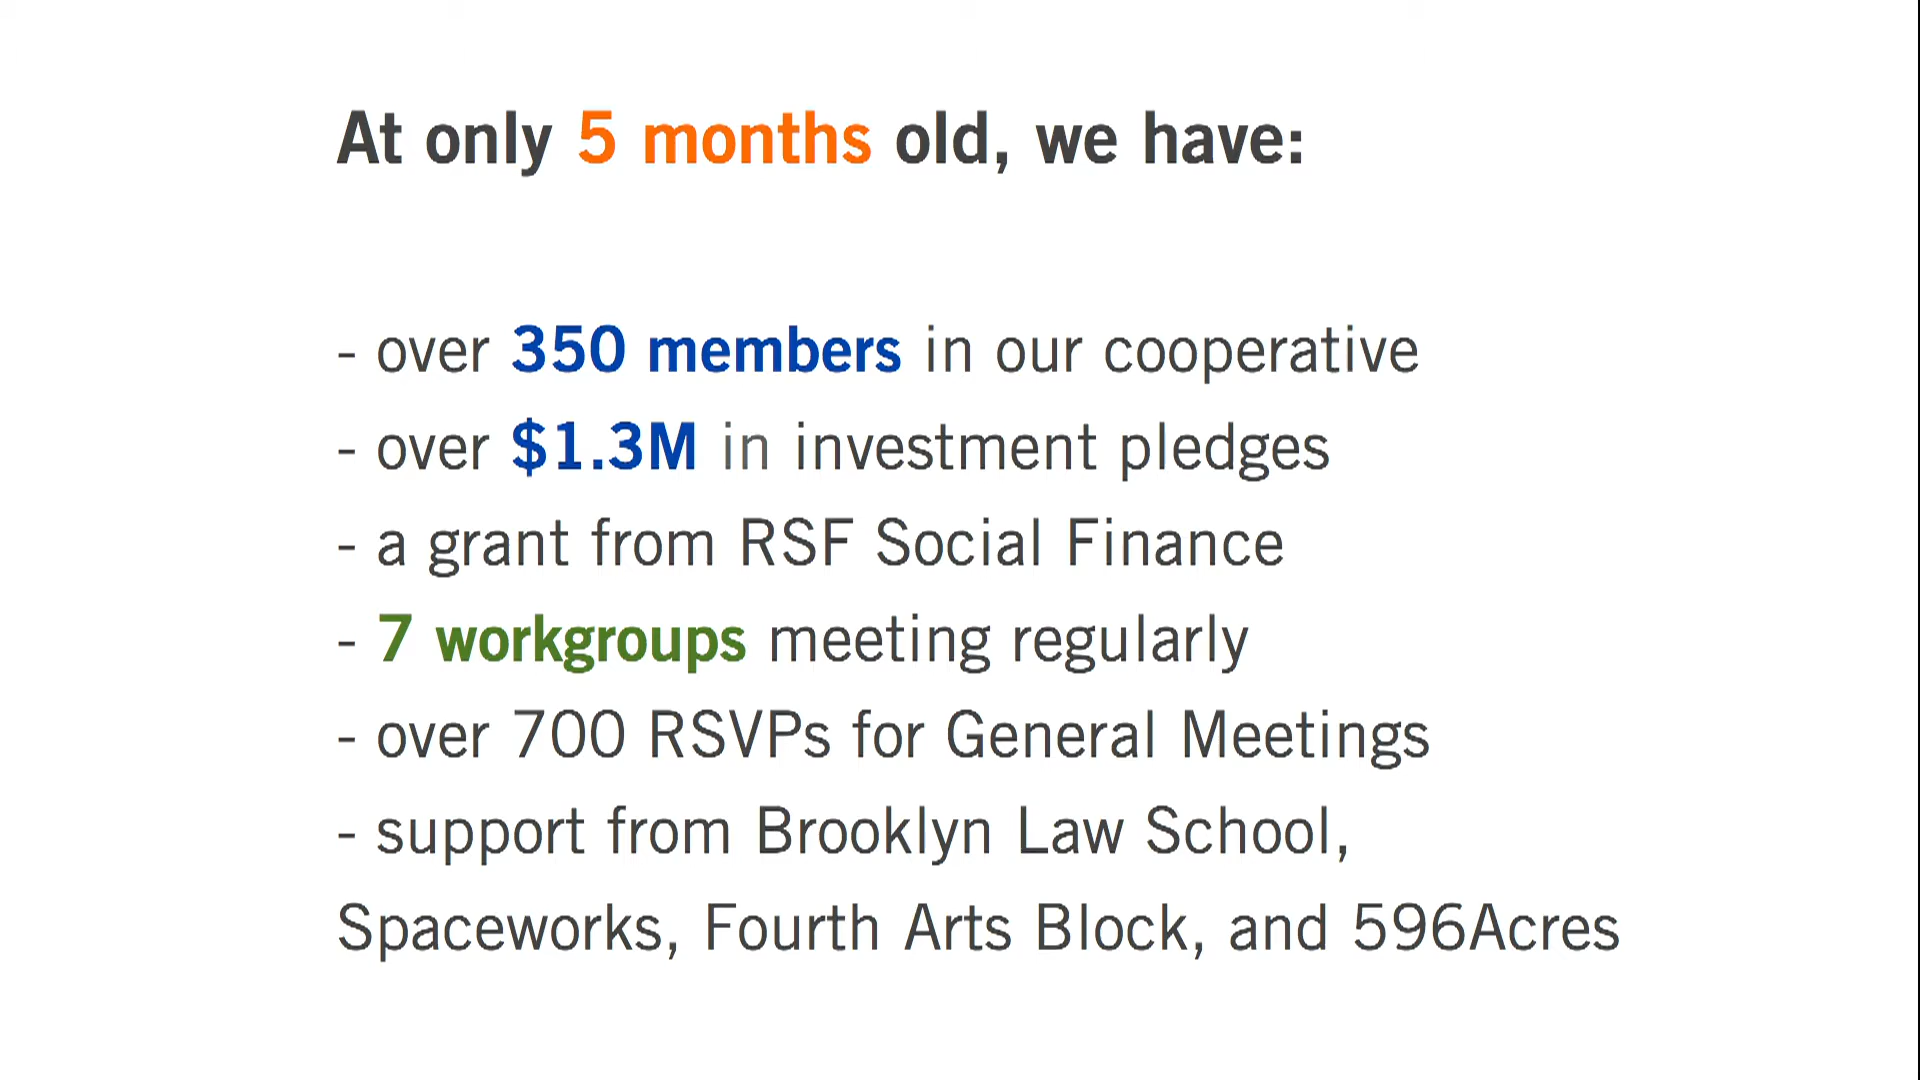 At only 5 months old, we have:
- over 350 members in our cooperative
- over $1.3M in investment pledges
- a grant from RSF Social Finance
- 7 workgroups meeting regularly
- over 700 RSVPs for General Meetings
- support from Brooklyn Law School,
Spaceworks, Fourth Arts Block, and 596Acres